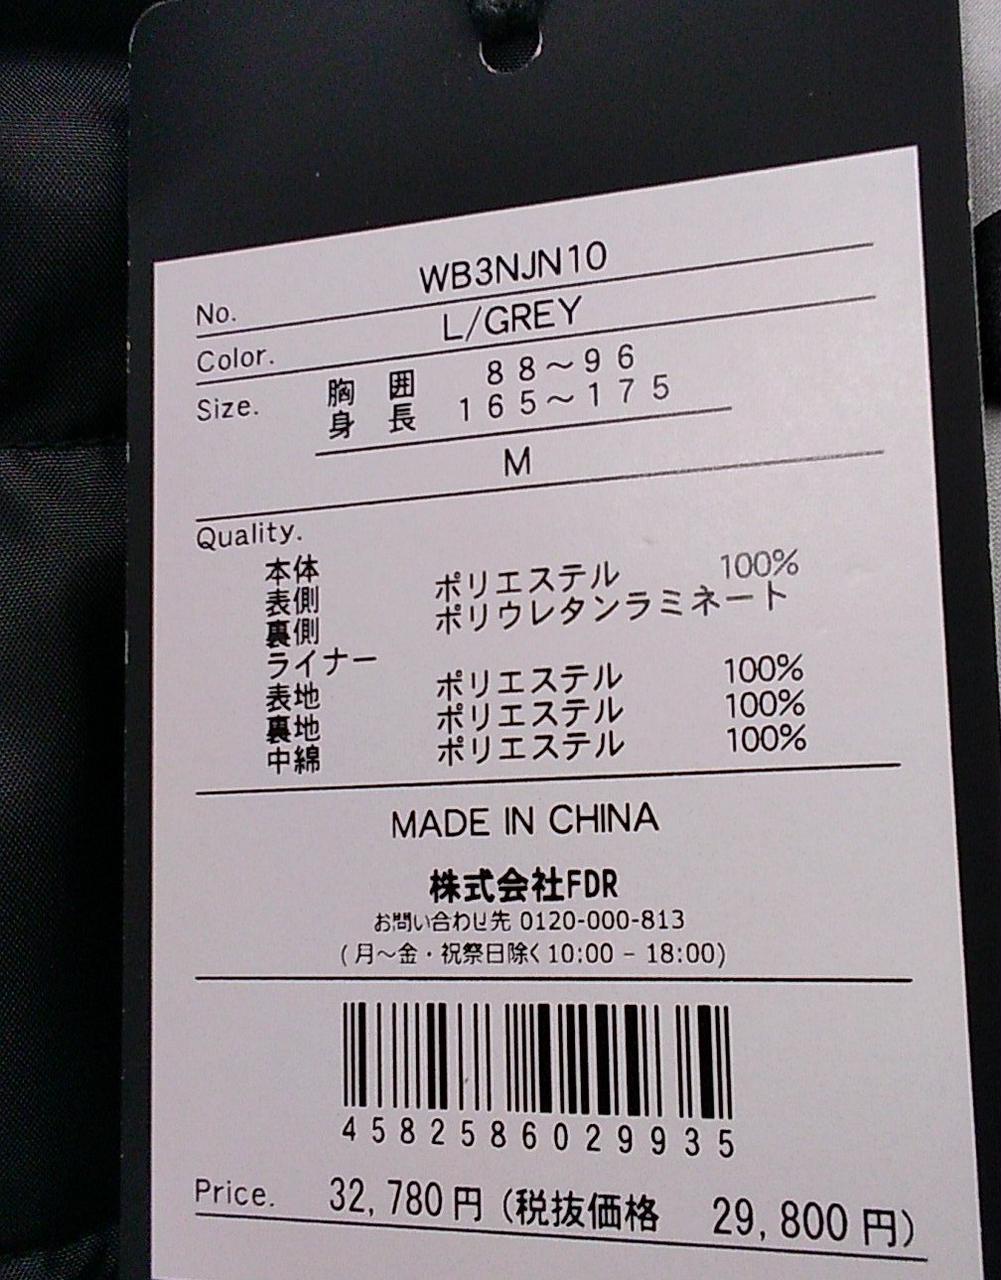 No. WB3NJN10
Color. L/GREY
Size. 胸 囲 88～96
身 長 165～175
M
Quality.
本体
表側 ポリエステル 100%
裏側 ポリウレタンラミネート
ライナー
表地 ポリエステル 100%
裏地 ポリエステル 100%
中綿 ポリエステル 100%
MADE IN CHINA
株式会社FDR
お問い合わせ先 0120-000-813
(月～金・祝祭日除く 10:00 - 18:00)
4582586029935
Price. 32,780円 (税抜価格 29,800円)